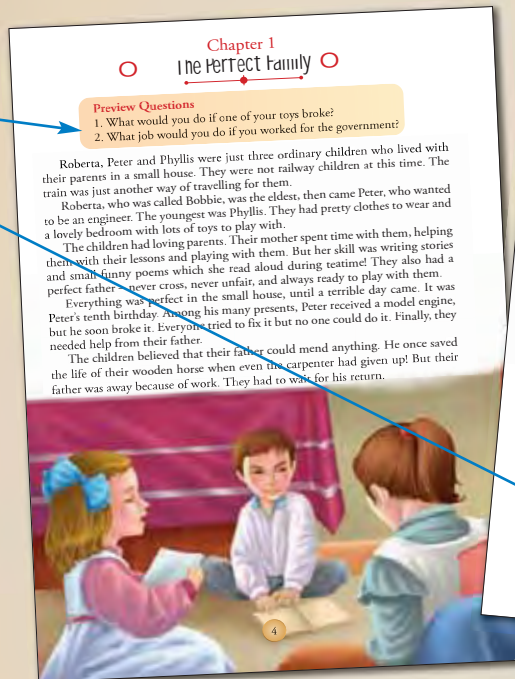 Chapter 1
The Perfect Family
Preview Questions
1. What would you do if one of your toys broke?
2. What job would you do if you worked for the government?
Roberta, Peter and Phyllis were just three ordinary children who lived with
their parents in a small house. They were not railway children at this time. The
train was just another way of travelling for them.
Roberta, who was called Bobbie, was the eldest, then came Peter, who wanted
to be an engineer. The youngest was Phyllis. They had pretty clothes to wear and
a lovely bedroom with lots of toys to play with.
The children had loving parents. Their mother spent time with them, helping
them with their lessons and playing with them. But her skill was writing stories
and small funny poems which she read aloud during teatime! They also had a
perfect father – never cross, never unfair, and always ready to play with them.
Everything was perfect in the small house, until a terrible day came. It was
Peter's tenth birthday. Among his many presents, Peter received a model engine,
but he soon broke it. Everyone tried to fix it but no one could do it. Finally, they
needed help from their father.
The children believed that their father could mend anything. He once saved
the life of their wooden horse when even the carpenter had given up! But their
father was away because of work. They had to wait for his return.
4